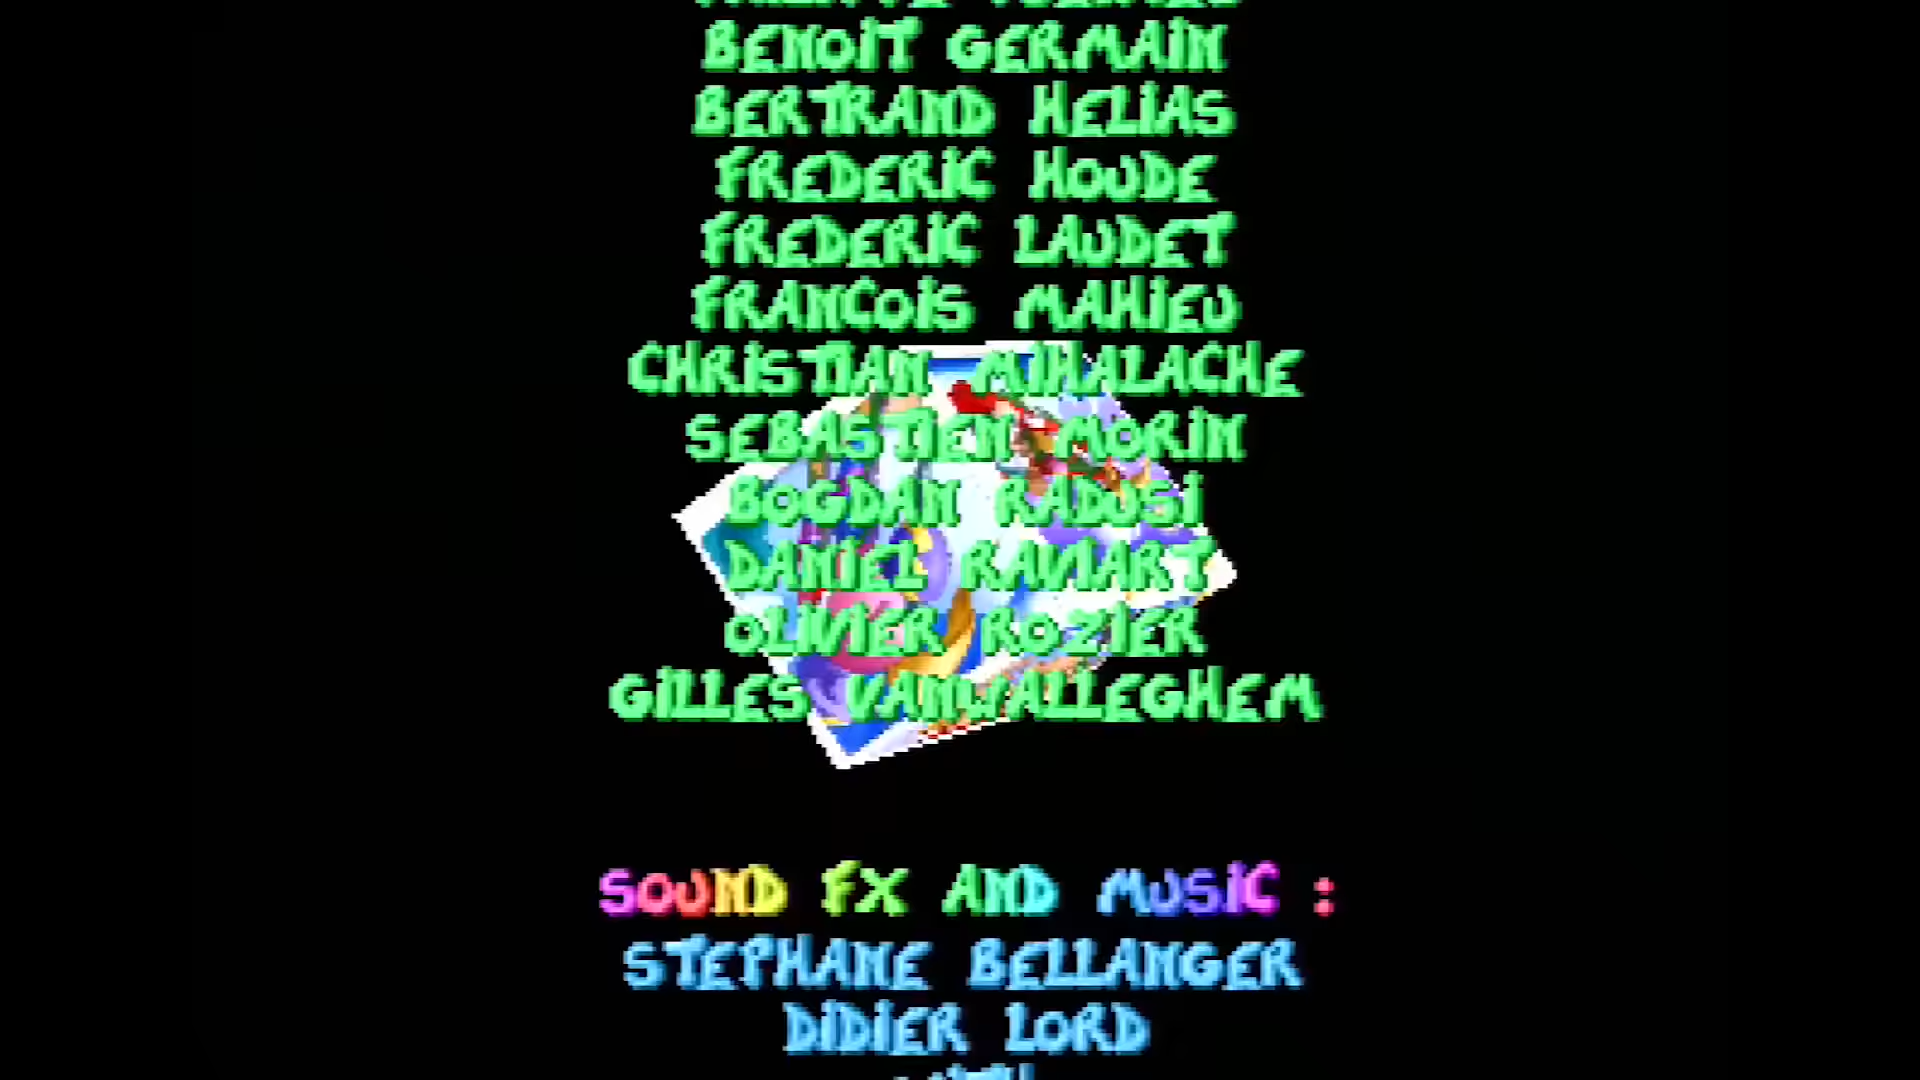 BENOIT GERMAIN
BERTRAND HELIAS
FREDERIC HOUDE
FREDERIC LAUDET
FRANCOIS MAHIEU
CHRISTIAN MIHALACHE
SEBASTIEN MORIN
BOGDAN RADUSI
DANIEL RAVIART
OLIVIER ROZIER
GILLES VANWALLEGHEM
SOUND FX AND MUSIC :
STEPHANE BELLANGER
DIDIER LORD